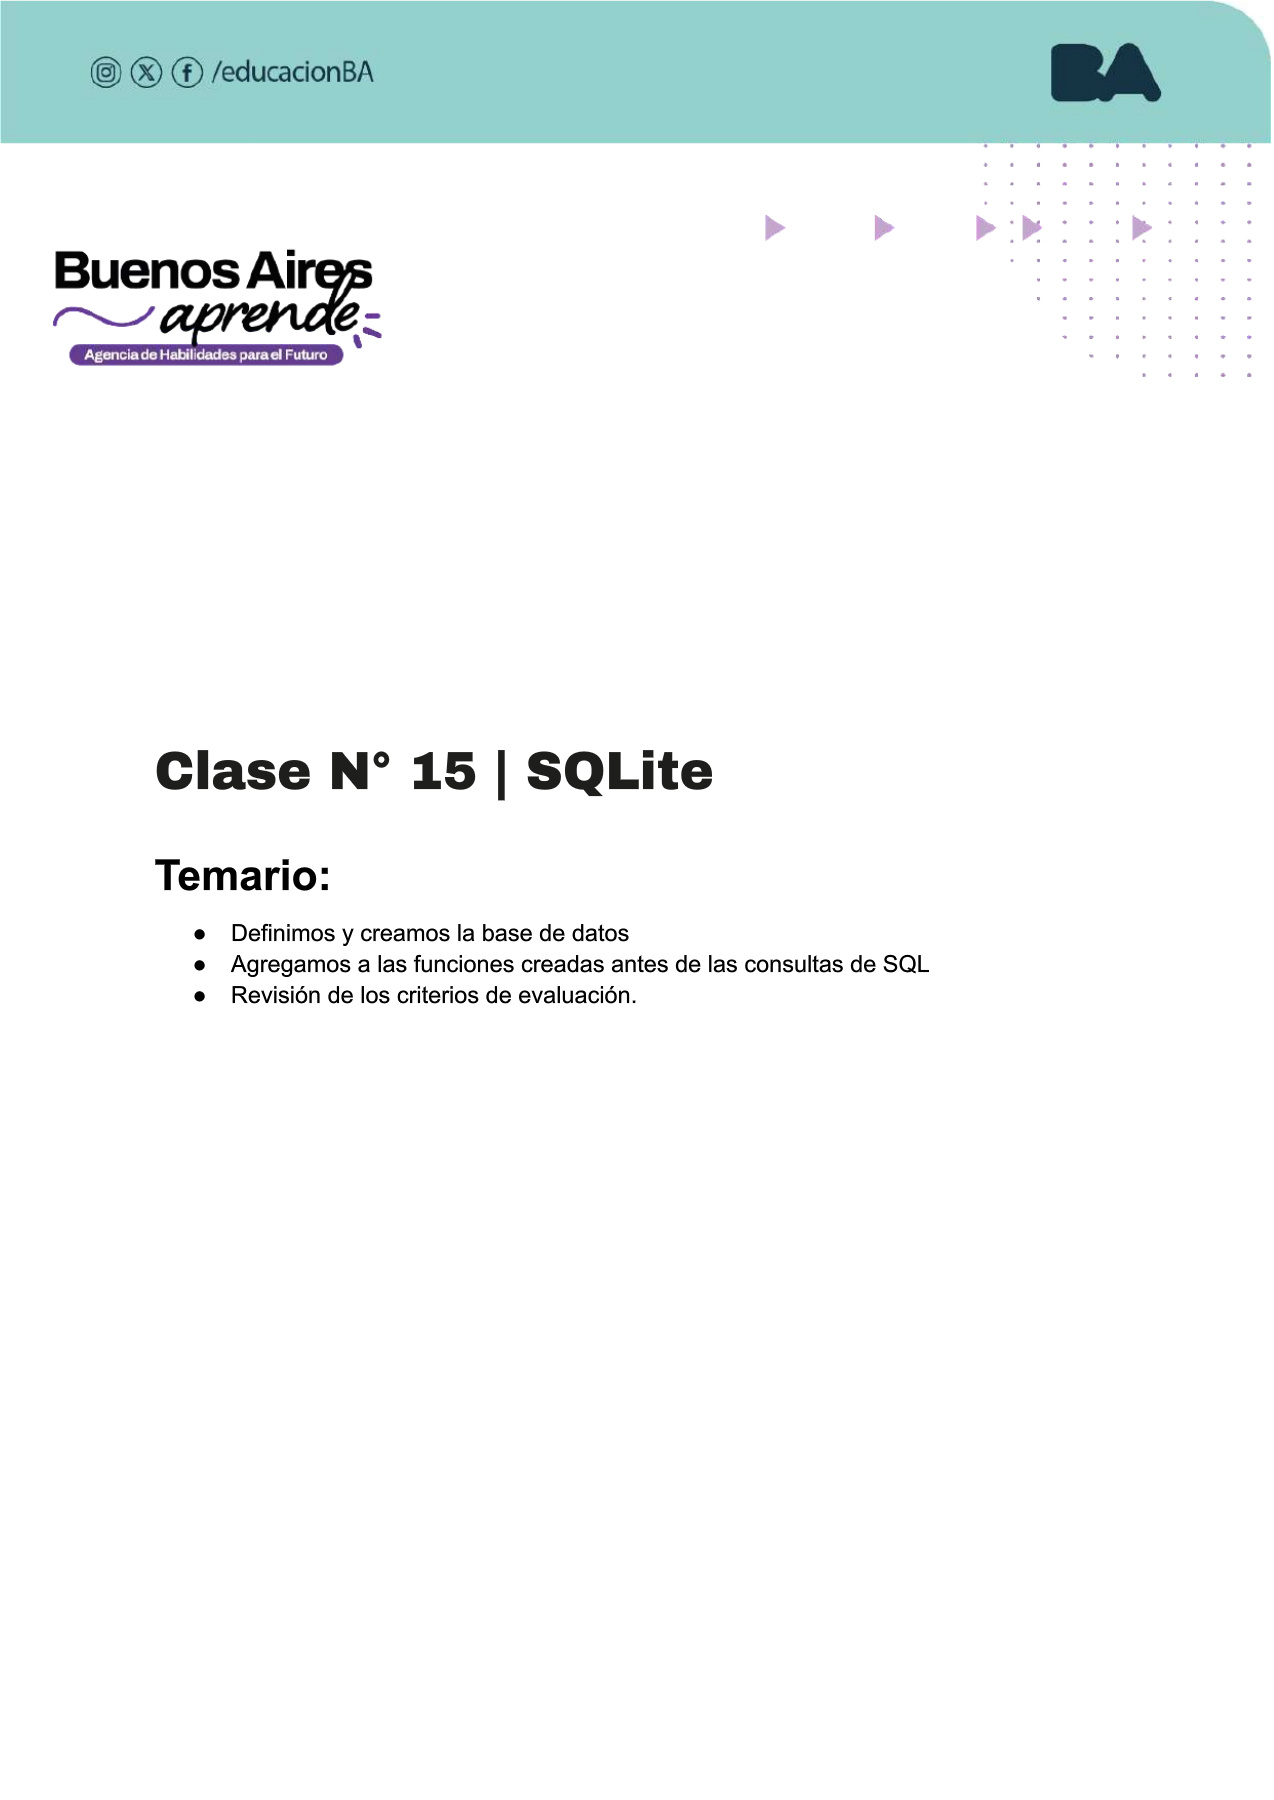 /educacionBA
BA
Buenos Aires
aprende
Agencia de Habilidades para el Futuro
Clase N° 15 | SQLite
Temario:
● Definimos y creamos la base de datos
● Agregamos a las funciones creadas antes de las consultas de SQL
● Revisión de los criterios de evaluación.